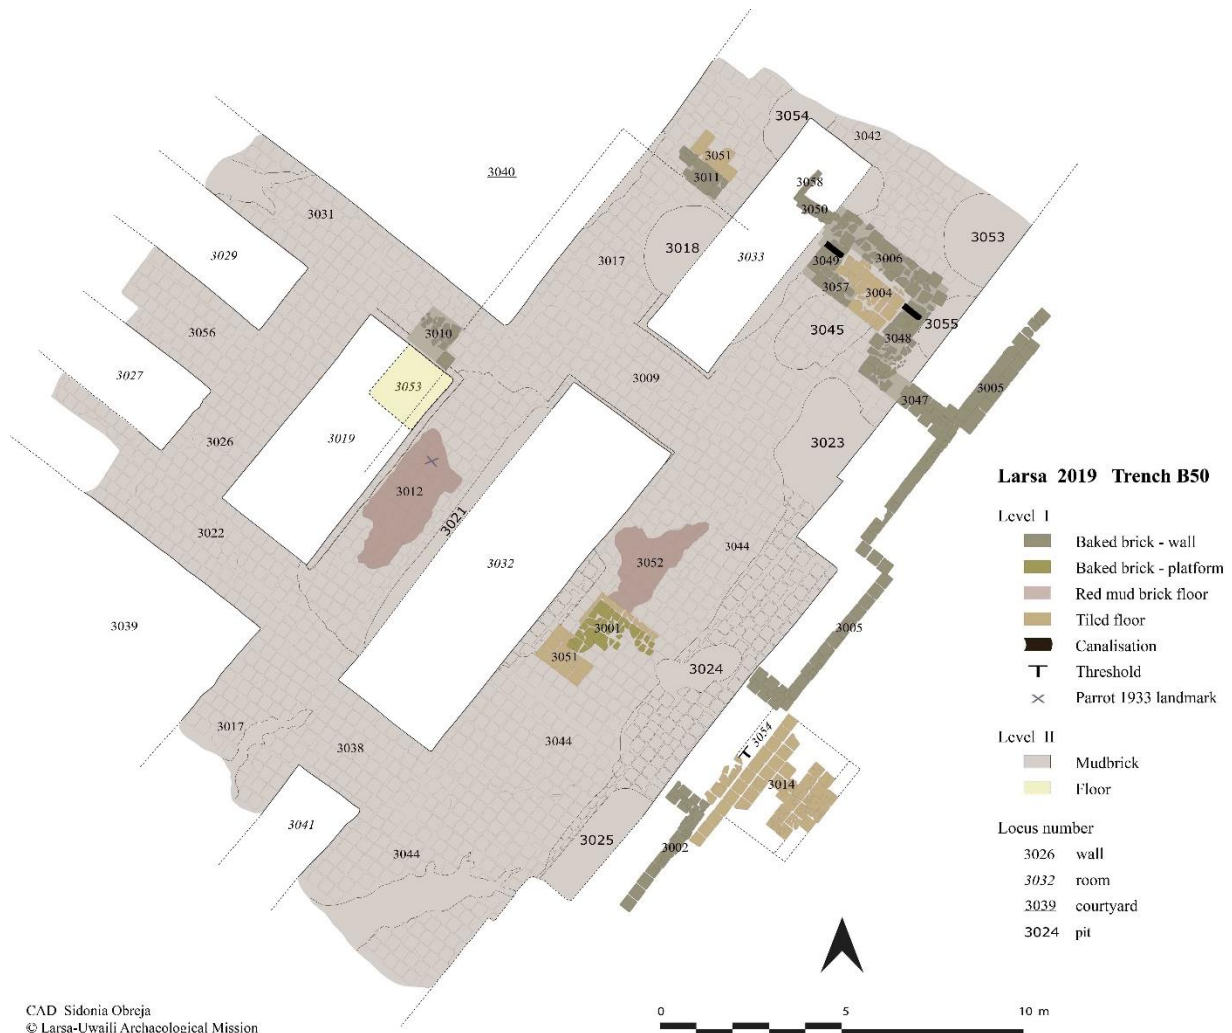 3054
3042
3051
3011
3040
3058
3050
3031
3018
3053
3017
3029
3033
3049
3006
3057
3004
3056
3010
3045
3048
3055
3009
3027
3053
3005
3047
3026
3019
3023
3012
3022
3021
3044
3032
3052
3039
3001
3005
3051
3024
3017
3038
3044
3054
T
3014
3041
3044
3025
3002
Larsa 2019 Trench B50
Level I
Baked brick - wall
Baked brick - platform
Red mud brick floor
Tiled floor
Canalisation
T Threshold
× Parrot 1933 landmark
Level II
Mudbrick
Floor
Locus number
3026 wall
3032 room
3039 courtyard
3024 pit
CAD Sidonia Obreja
© Larsa-Uwaili Archaeological Mission
0 5 10 m